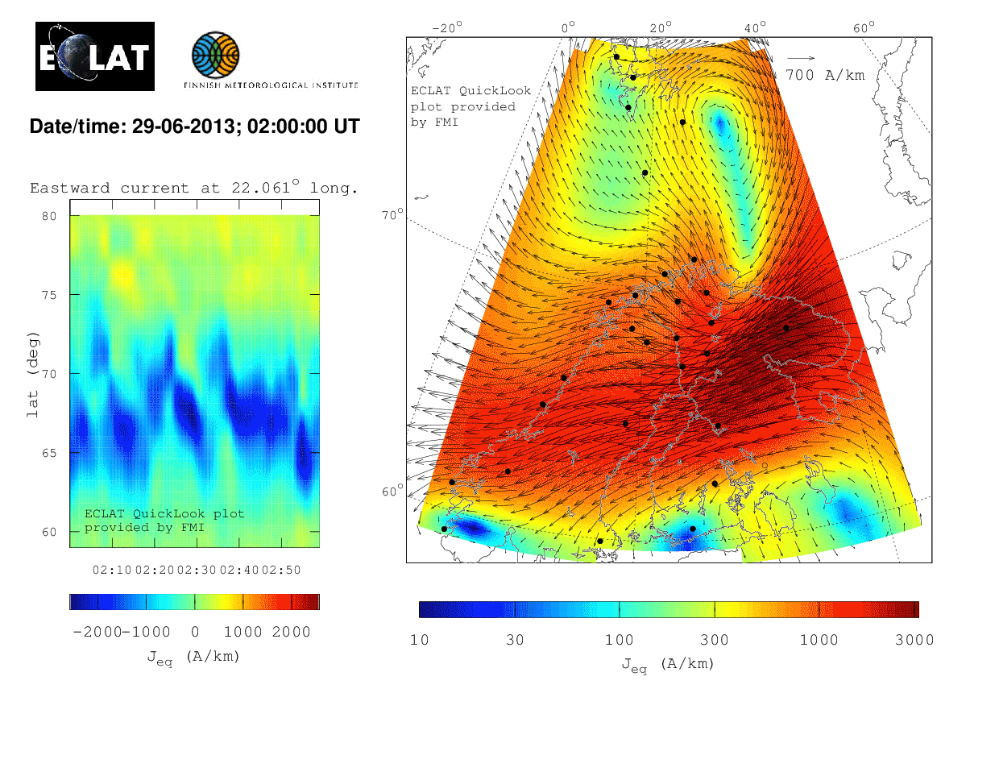 ECLAT
FINNISH METEOROLOGICAL INSTITUTE
Date/time: 29-06-2013; 02:00:00 UT
Eastward current at 22.061° long.
80
75
70
65
60
lat (deg)
ECLAT QuickLook plot
provided by FMI
02:10 02:20 02:30 02:40 02:50
−2000 −1000 0 1000 2000
Jeq (A/km)
−20° 0° 20° 40° 60°
700 A/km
ECLAT QuickLook
plot provided
by FMI
70°
60°
10 30 100 300 1000 3000
Jeq (A/km)